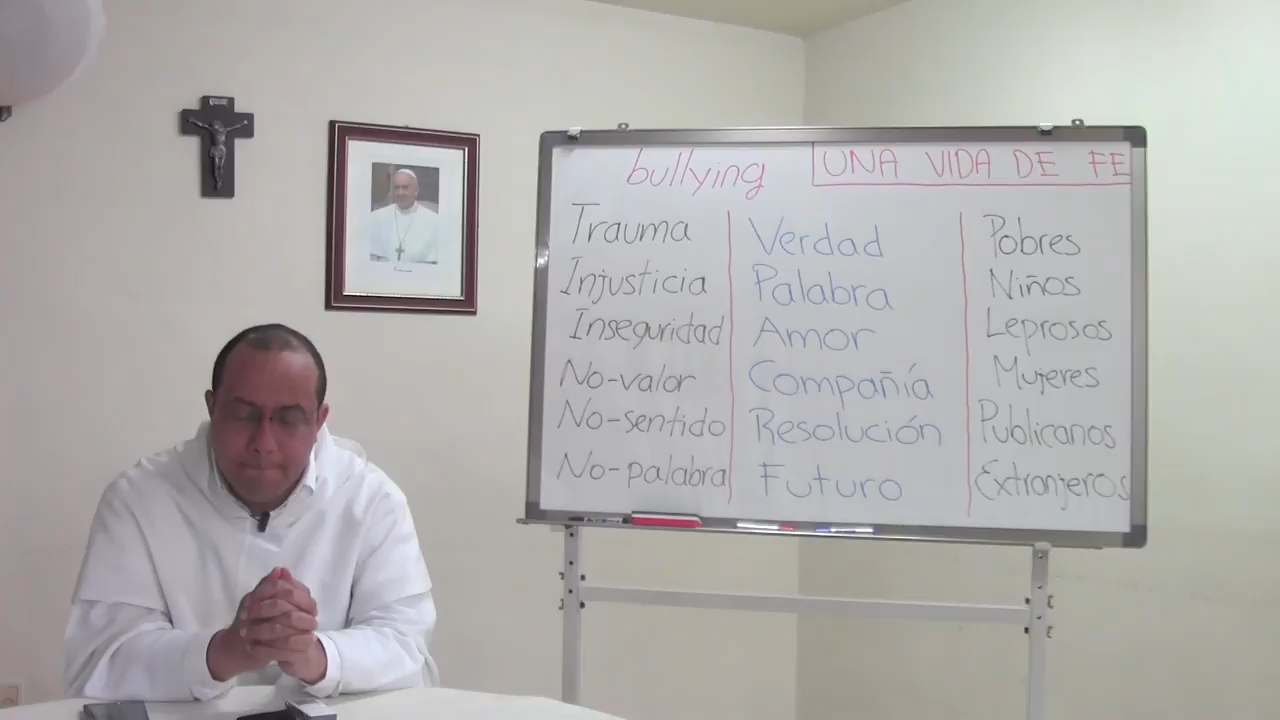 bullying
UNA VIDA DE FE
Trauma
Injusticia
Inseguridad
No-valor
No-sentido
No-palabra
Verdad
Palabra
Amor
Compañía
Resolución
Futuro
Pobres
Niños
Leprosos
Mujeres
Publicanos
Extranjeros